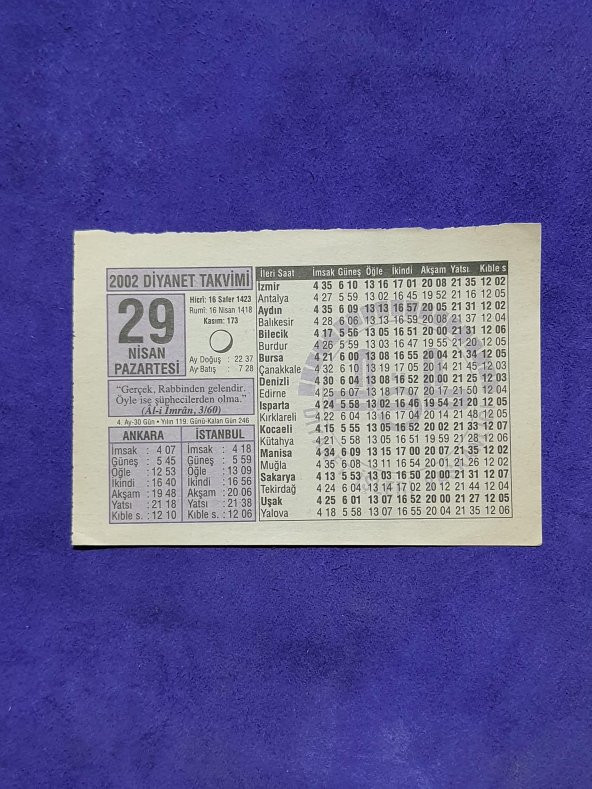 2002 DİYANET TAKVİMİ
29
NİSAN
PAZARTESİ
Hicrî: 16 Safer 1423
Rumî: 16 Nisan 1418
Kasım: 173
Ay Doğuş : 22 37
Ay Batış : 7 28
“Gerçek, Rabbinden gelendir.
Öyle ise şüphecilerden olma.”
(Âl-i İmrân, 3/60)
4. Ay-30 Gün • Yılın 119. Günü-Kalan Gün 246
ANKARA
İmsak : 4 07
Güneş : 5 45
Öğle : 12 53
İkindi : 16 40
Akşam : 19 48
Yatsı : 21 18
Kıble s. : 12 10
İSTANBUL
İmsak : 4 18
Güneş : 5 59
Öğle : 13 09
İkindi : 16 56
Akşam : 20 06
Yatsı : 21 38
Kıble s. : 12 06
İleri Saat İmsak Güneş Öğle İkindi Akşam Yatsı Kıble s
İzmir 4 35 6 10 13 16 17 01 20 08 21 35 12 02
Antalya 4 27 5 59 13 02 16 45 19 52 21 16 12 05
Aydın 4 35 6 09 13 13 16 57 20 05 21 31 12 02
Balıkesir 4 28 6 06 13 13 16 59 20 08 21 37 12 04
Bilecik 4 17 5 56 13 05 16 51 20 00 21 31 12 06
Burdur 4 26 5 59 13 03 16 47 19 54 21 19 12 05
Bursa 4 21 6 00 13 08 16 55 20 04 21 34 12 05
Çanakkale 4 32 6 10 13 19 17 05 20 14 21 45 12 03
Denizli 4 30 6 04 13 08 16 52 20 00 21 25 12 03
Edirne 4 25 6 07 13 18 17 07 20 17 21 50 12 04
Isparta 4 24 5 58 13 02 16 46 19 54 21 20 12 05
Kırklareli 4 22 6 04 13 16 17 04 20 14 21 48 12 05
Kocaeli 4 15 5 55 13 05 16 53 20 02 21 33 12 07
Kütahya 4 21 5 58 13 05 16 51 19 59 21 28 12 06
Manisa 4 34 6 09 13 15 17 00 20 07 21 35 12 02
Muğla 4 35 6 08 13 10 16 54 20 01 21 26 12 02
Sakarya 4 13 5 53 13 03 16 50 20 00 21 31 12 07
Tekirdağ 4 24 6 04 13 14 17 02 20 12 21 44 12 04
Uşak 4 25 6 01 13 07 16 52 20 00 21 27 12 05
Yalova 4 18 5 58 13 07 16 55 20 04 21 35 12 06